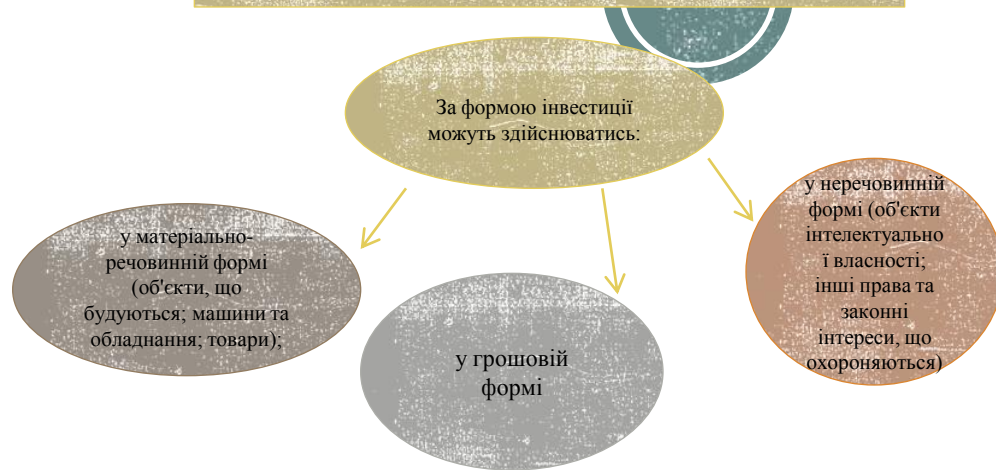 За формою інвестиції
можуть здійснюватись:
у матеріально-
речовинній формі
(об'єкти, що
будуються; машини та
обладнання; товари);
у грошовій
формі
у неречовинній
формі (об'єкти
інтелектуально
ї власності;
інші права та
законні
інтереси, що
охороняються)